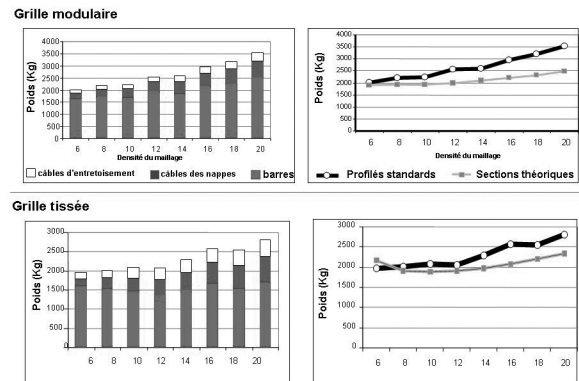 Grille modulaire
Poids (Kg)
4000
3500
3000
2500
2000
1500
1000
500
0
6 8 10 12 14 16 18 20
Densité du maillage
câbles d'entretoisement câbles des nappes barres
Poids (Kg)
4000
3500
3000
2500
2000
1500
1000
500
0
6 8 10 12 14 16 18 20
Densité du maillage
Profilés standards Sections théoriques
Grille tissée
Poids (Kg)
3000
2500
2000
1500
1000
500
0
6 8 10 12 14 16 18 20
Poids (Kg)
3000
2500
2000
1500
1000
500
0
6 8 10 12 14 16 18 20